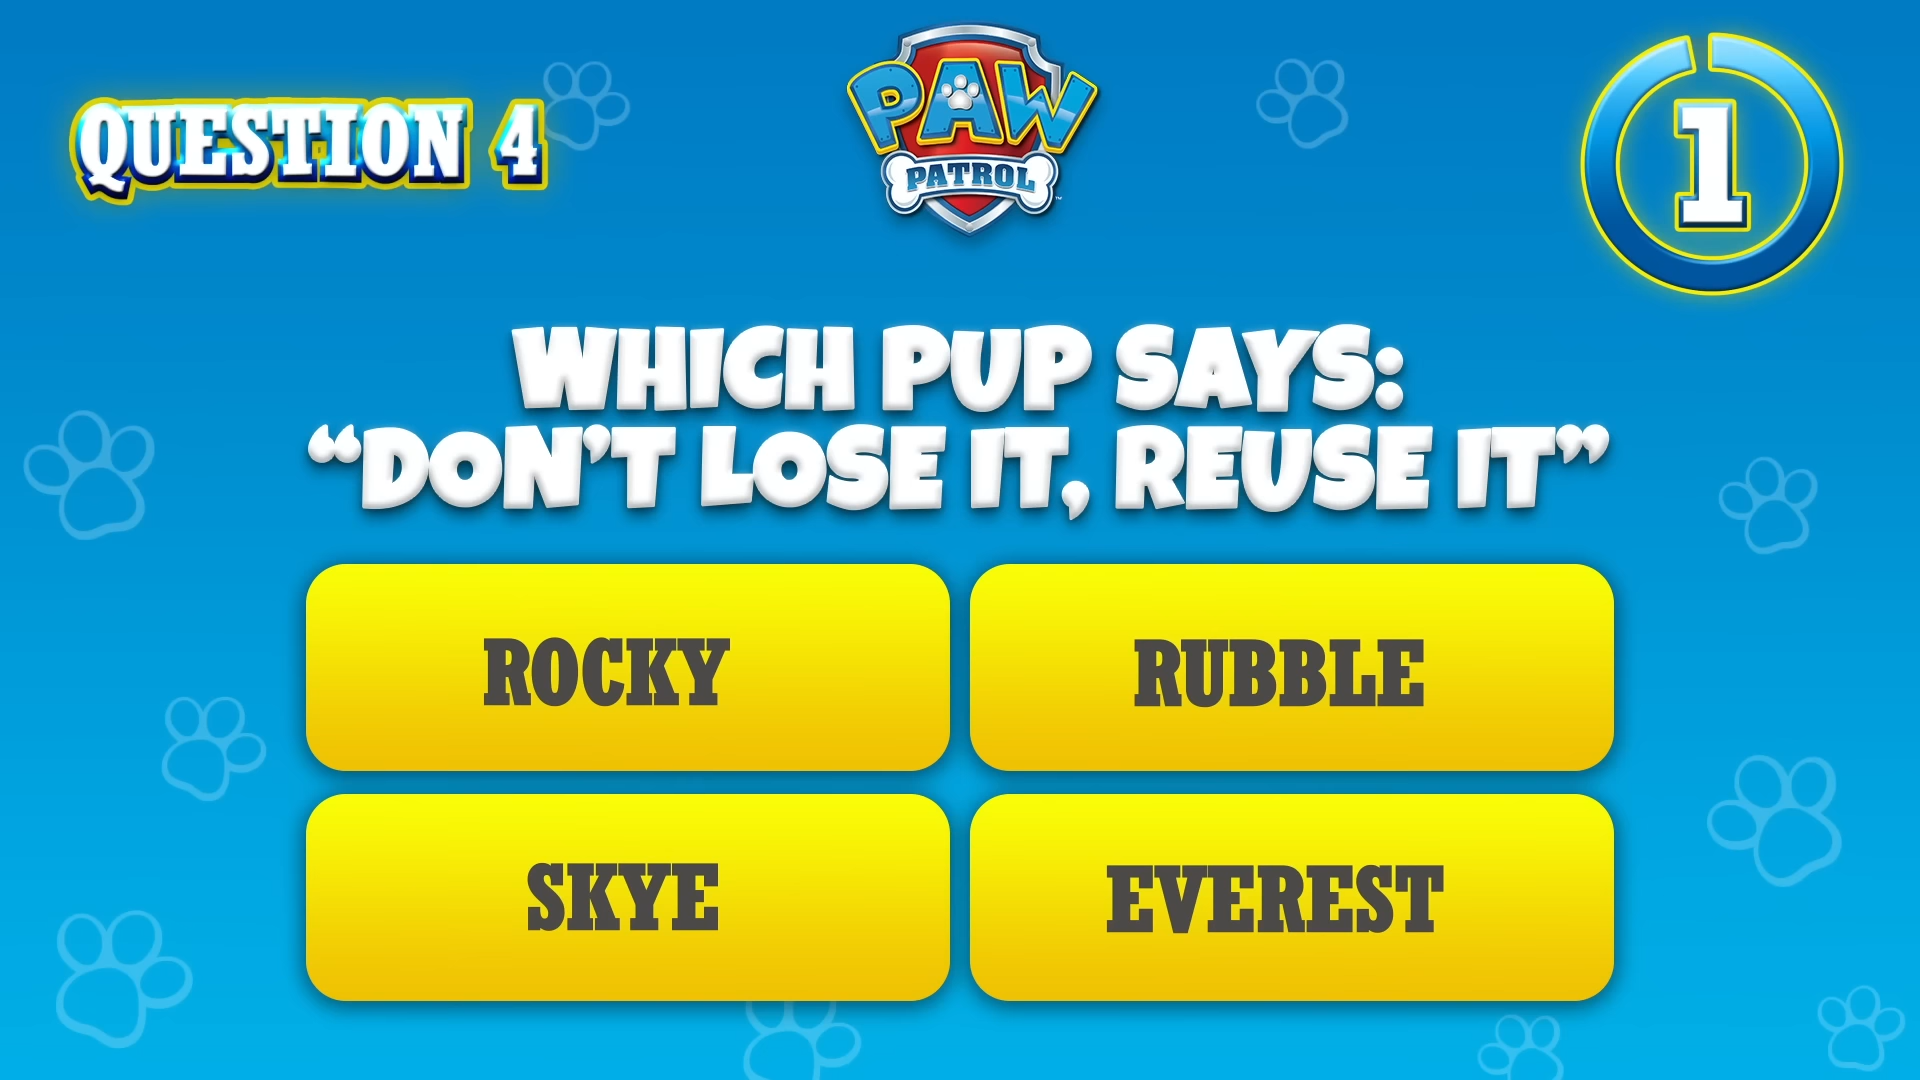 QUESTION 4
PAW
PATROL
1
WHICH PUP SAYS:
“DON’T LOSE IT, REUSE IT”
ROCKY
RUBBLE
SKYE
EVEREST